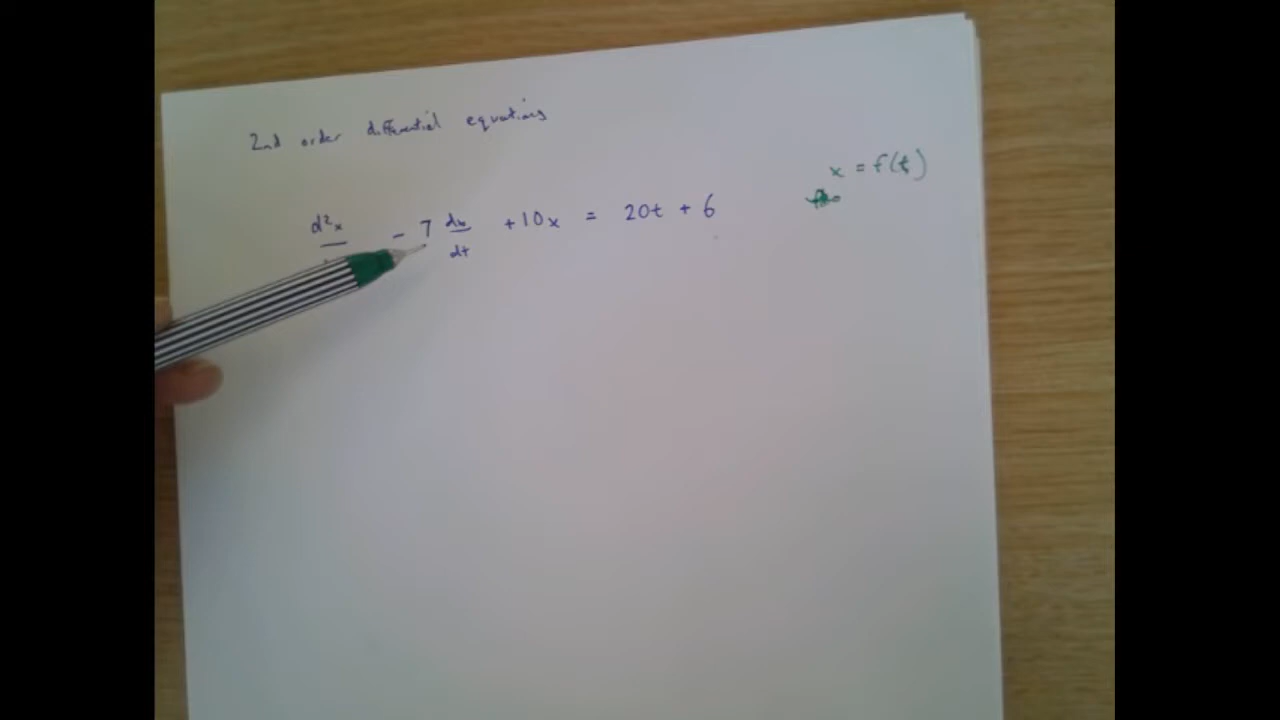 2nd order differential equations
x = f(t)
d²x - 7 dx/dt + 10x = 20t + 6